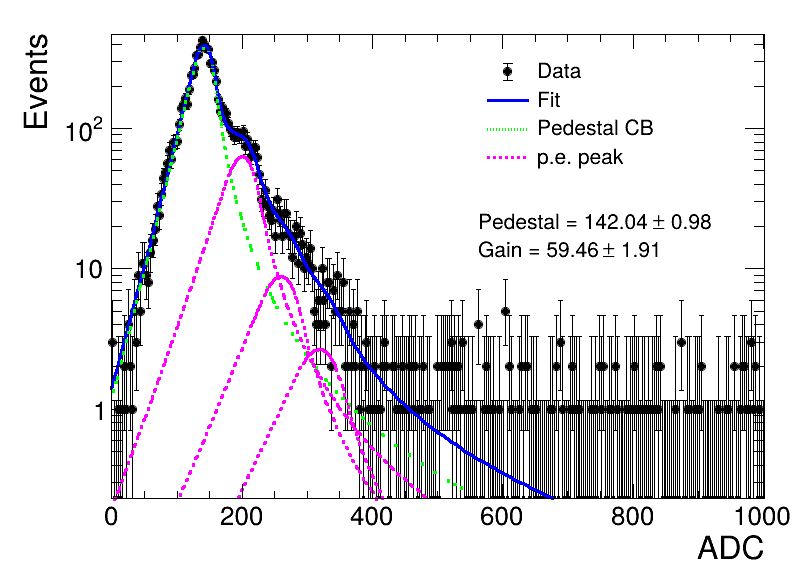 Events
10²
10
1
Data
Fit
Pedestal CB
p.e. peak
Pedestal = 142.04 ± 0.98
Gain = 59.46 ± 1.91
0 200 400 600 800 1000
ADC